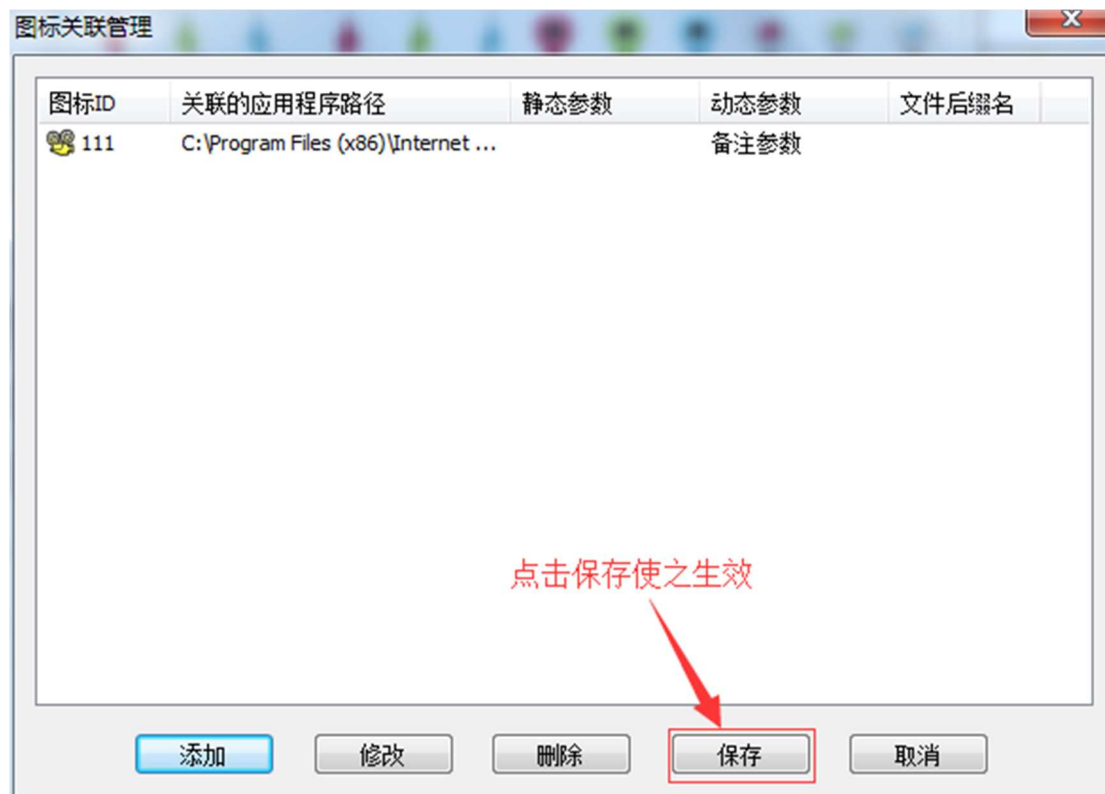 图标关联管理
图标ID 关联的应用程序路径 静态参数 动态参数 文件后缀名
111 C:\Program Files (x86)\Internet ... 备注参数
点击保存使之生效
添加 修改 删除 保存 取消